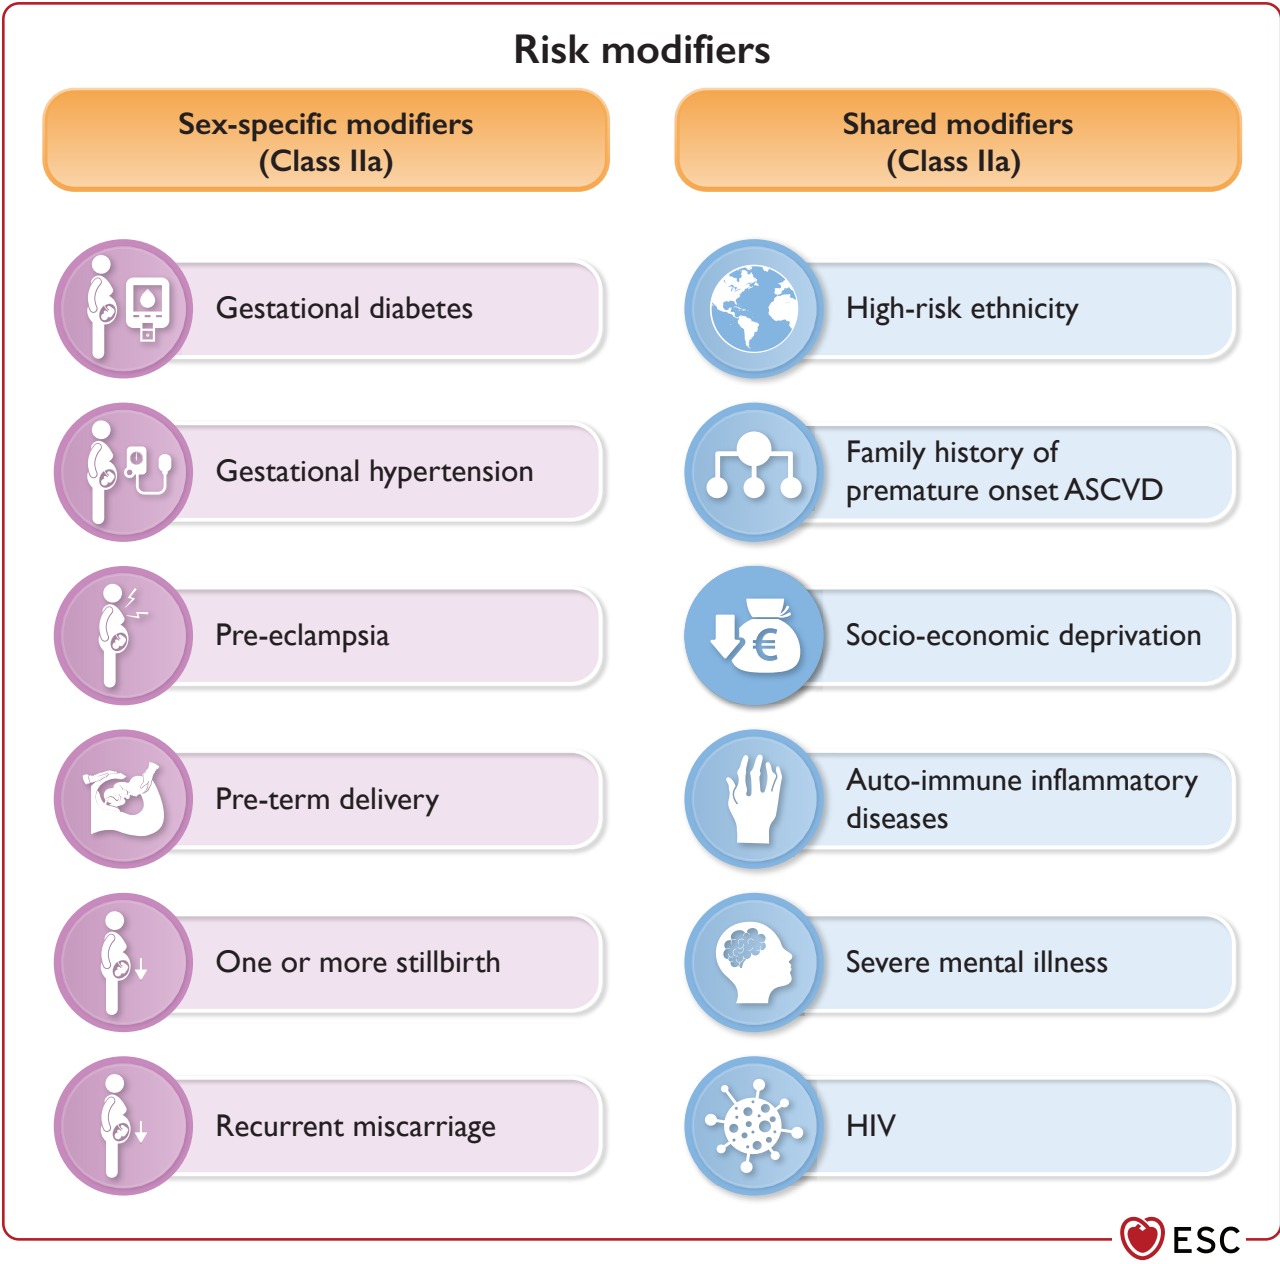 Risk modifiers
Sex-specific modifiers
(Class IIa)
Gestational diabetes
Gestational hypertension
Pre-eclampsia
Pre-term delivery
One or more stillbirth
Recurrent miscarriage
Shared modifiers
(Class IIa)
High-risk ethnicity
Family history of
premature onset ASCVD
€
Socio-economic deprivation
Auto-immune inflammatory
diseases
Severe mental illness
HIV
ESC